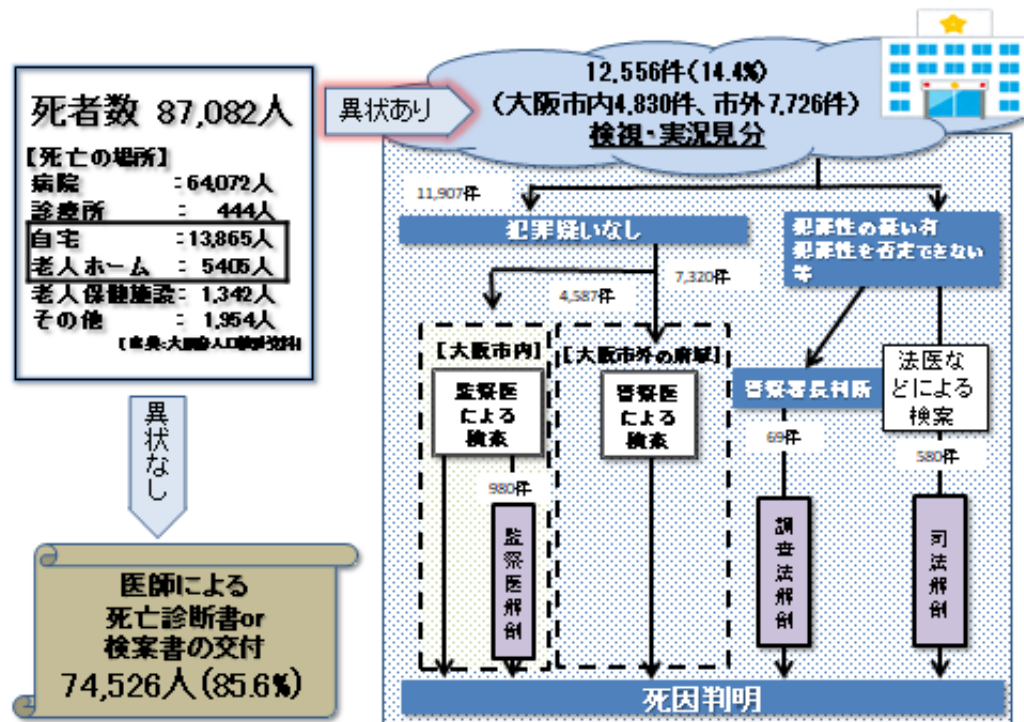 死者数 87,082人
【死亡の場所】
病院 :64,072人
診療所 : 444人
自宅 :13,865人
老人ホーム : 5405人
老人保健施設: 1,342人
その他 : 1,954人
異状あり
12,556件(14.4%)
(大阪市内4,830件、市外7,726件)
検視・実況見分
11,907件
犯罪疑いなし
犯罪性の疑い有
犯罪性を否定できない
等
7,320件
4,587件
【大阪市内】
監察医
による
検案
【大阪市外の府域】
警察医
による
検案
警察署長判断
法医な
どによる
検案
69件
580件
980件
監察医解剖
調査法解剖
司法解剖
死因判明
異状なし
医師による
死亡診断書or
検案書の交付
74,526人(85.6%)